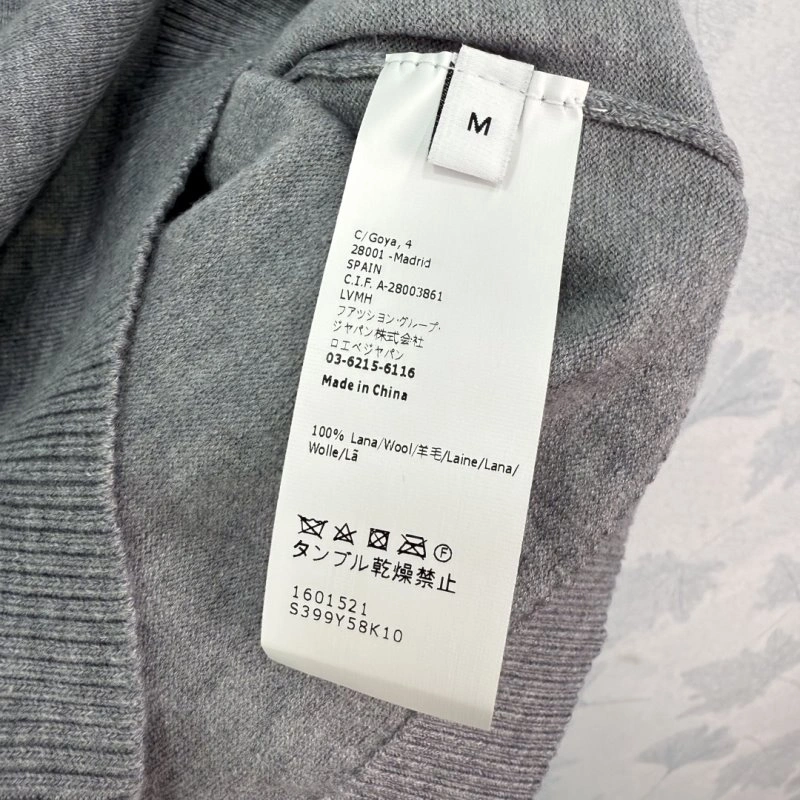 M
C/Goya, 4
28001 -Madrid
SPAIN
C.I.F. A-28003861
LVMH
ファッション・グループ・
ジャパン株式会社
ロエベジャパン
03-6215-6116
Made in China
100% Lana/Wool/羊毛/Laine/Lana/
Wolle/Lã
F
タンブル乾燥禁止
1601521
S399Y58K10